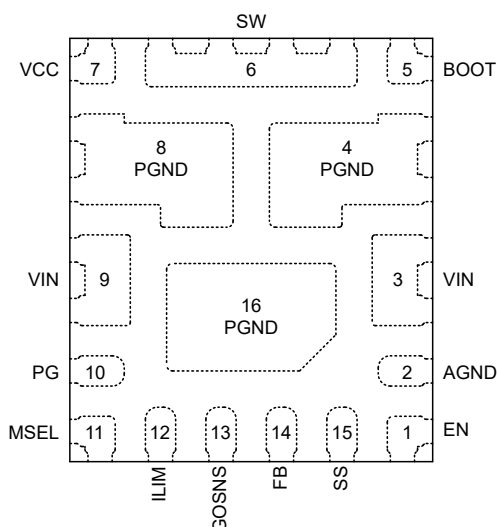 SW
VCC 7 6 5 BOOT
8
PGND
4
PGND
VIN 9 3 VIN
16
PGND
PG 10 2 AGND
MSEL 11 12 13 14 15 1 EN
ILIM
GOSNS
FB
SS